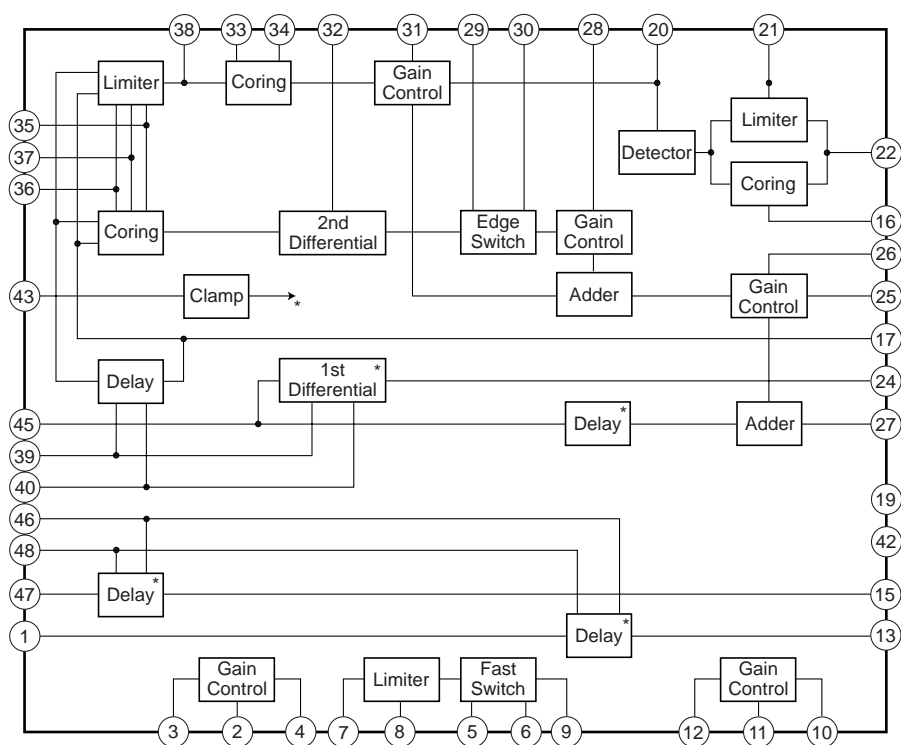 38 33 34 32 31 29 30 28 20 21
Limiter
Coring
Gain
Control
35
37
36
Detector
Limiter
Coring
22
16
Coring
2nd
Differential
Edge
Switch
Gain
Control
26
43
Clamp
*
Adder
Gain
Control
25
17
Delay
1st *
Differential
24
45
Delay *
Adder
27
39
40
46
19
48
42
47
Delay *
15
1
Delay *
13
Gain
Control
Limiter
Fast
Switch
Gain
Control
3 2 4 7 8 5 6 9 12 11 10